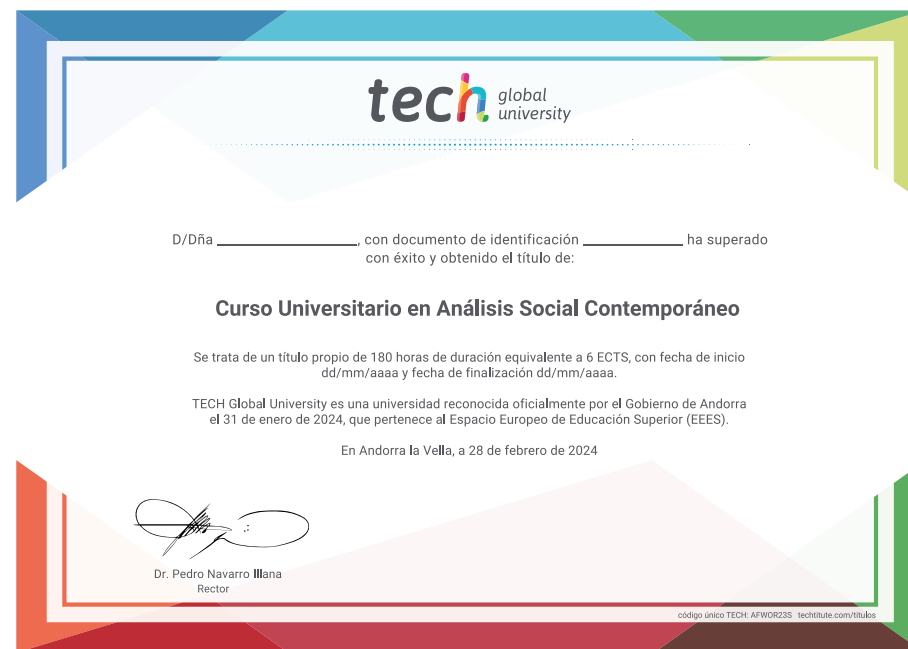 tech global university
D/Dña ____________, con documento de identificación ____________ ha superado
con éxito y obtenido el título de:
Curso Universitario en Análisis Social Contemporáneo
Se trata de un título propio de 180 horas de duración equivalente a 6 ECTS, con fecha de inicio
dd/mm/aaaa y fecha de finalización dd/mm/aaaa.
TECH Global University es una universidad reconocida oficialmente por el Gobierno de Andorra
el 31 de enero de 2024, que pertenece al Espacio Europeo de Educación Superior (EEES).
En Andorra la Vella, a 28 de febrero de 2024
Dr. Pedro Navarro Illana
Rector
código único TECH: AFWOR23S techtitute.com/titulos